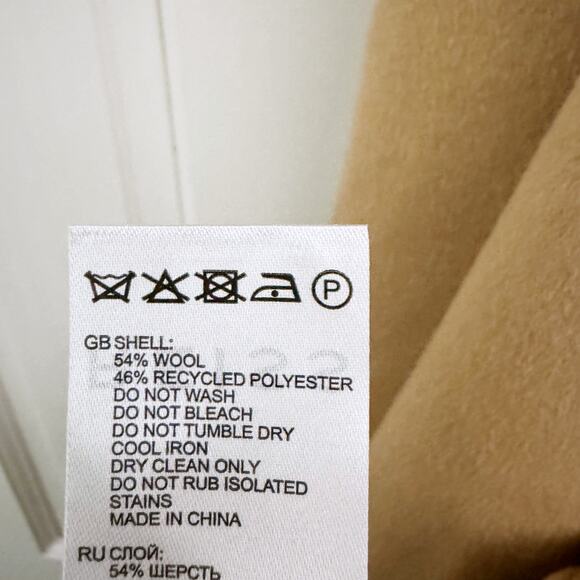 P
GB SHELL:
54% WOOL
46% RECYCLED POLYESTER
DO NOT WASH
DO NOT BLEACH
DO NOT TUMBLE DRY
COOL IRON
DRY CLEAN ONLY
DO NOT RUB ISOLATED
STAINS
MADE IN CHINA
RU СЛОЙ:
54% ШЕРСТЬ